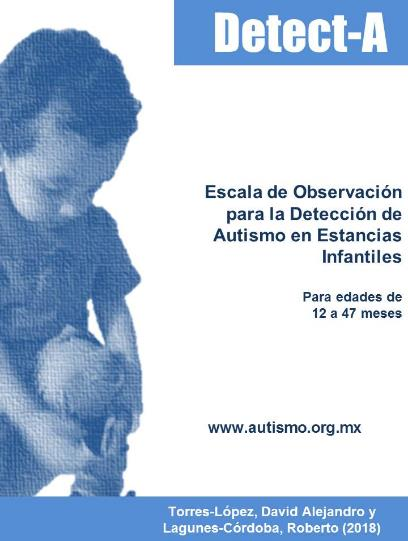 Detect-A
Escala de Observación
para la Detección de
Autismo en Estancias
Infantiles
Para edades de
12 a 47 meses
www.autismo.org.mx
Torres-López, David Alejandro y
Lagunes-Córdoba, Roberto (2018)